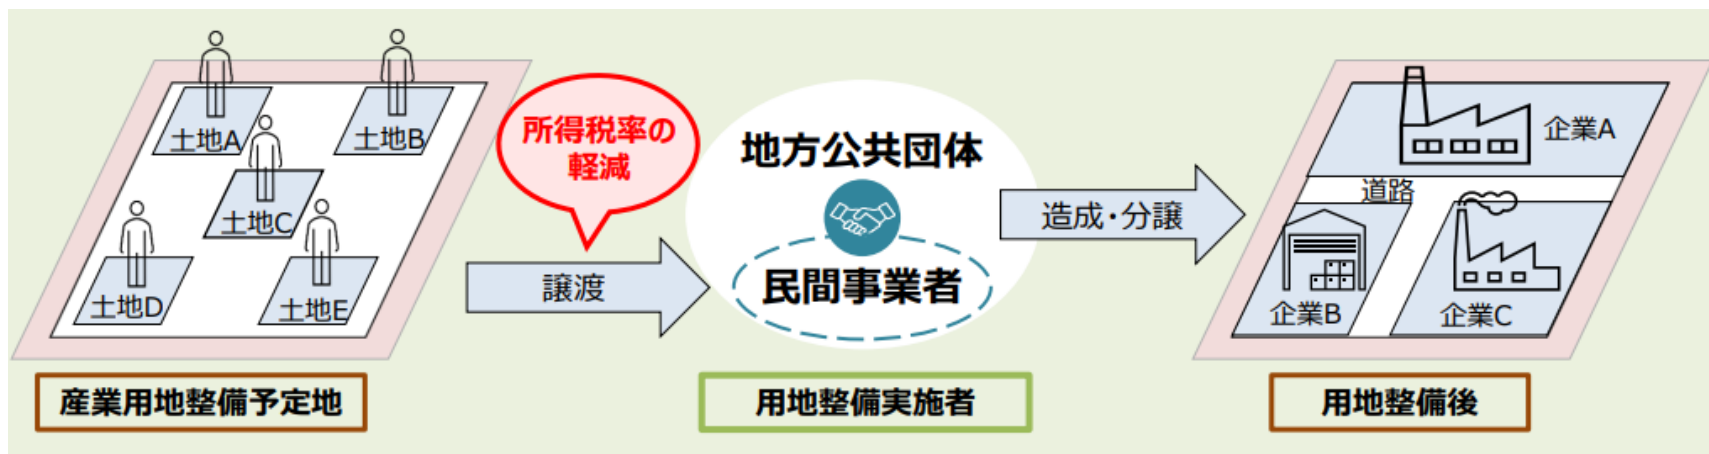 土地A
土地B
土地C
土地D
土地E
産業用地整備予定地
所得税率の
軽減
譲渡
地方公共団体
民間事業者
用地整備実施者
造成・分譲
企業A
道路
企業B
企業C
用地整備後